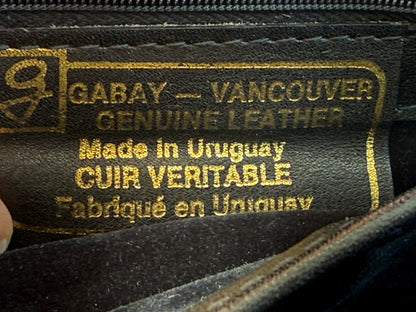 g
GABAY — VANCOUVER
GENUINE LEATHER
Made in Uruguay
CUIR VERITABLE
Fabriqué en Uruguay